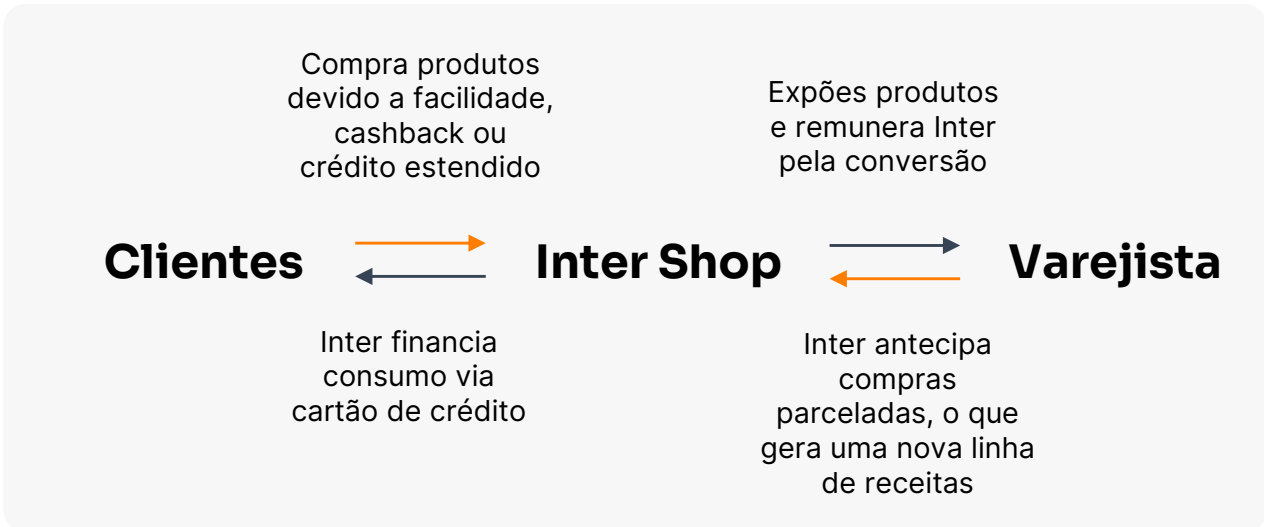 Compra produtos
devido a facilidade,
cashback ou
crédito estendido
Expões produtos
e remunera Inter
pela conversão
Clientes
Inter Shop
Varejista
Inter financia
consumo via
cartão de crédito
Inter antecipa
compras
parceladas, o que
gera uma nova linha
de receitas